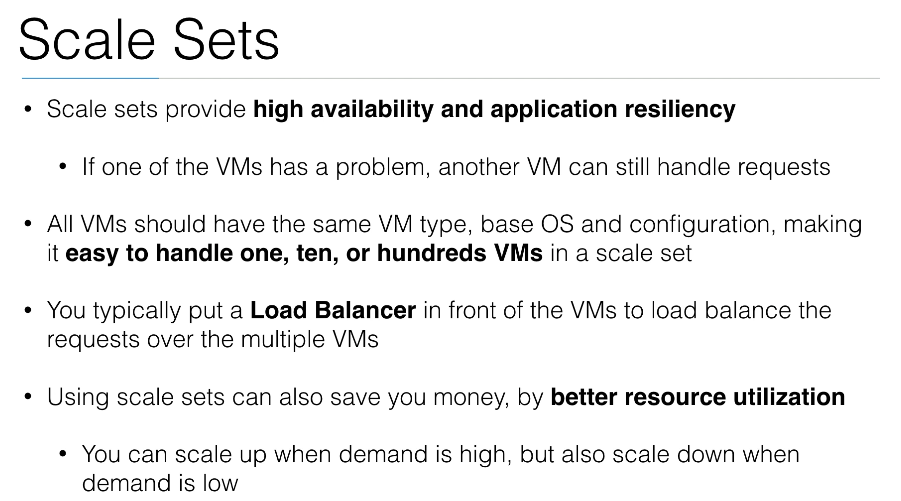 Scale Sets
• Scale sets provide high availability and application resiliency
• If one of the VMs has a problem, another VM can still handle requests
• All VMs should have the same VM type, base OS and configuration, making
it easy to handle one, ten, or hundreds VMs in a scale set
• You typically put a Load Balancer in front of the VMs to load balance the
requests over the multiple VMs
• Using scale sets can also save you money, by better resource utilization
• You can scale up when demand is high, but also scale down when
demand is low